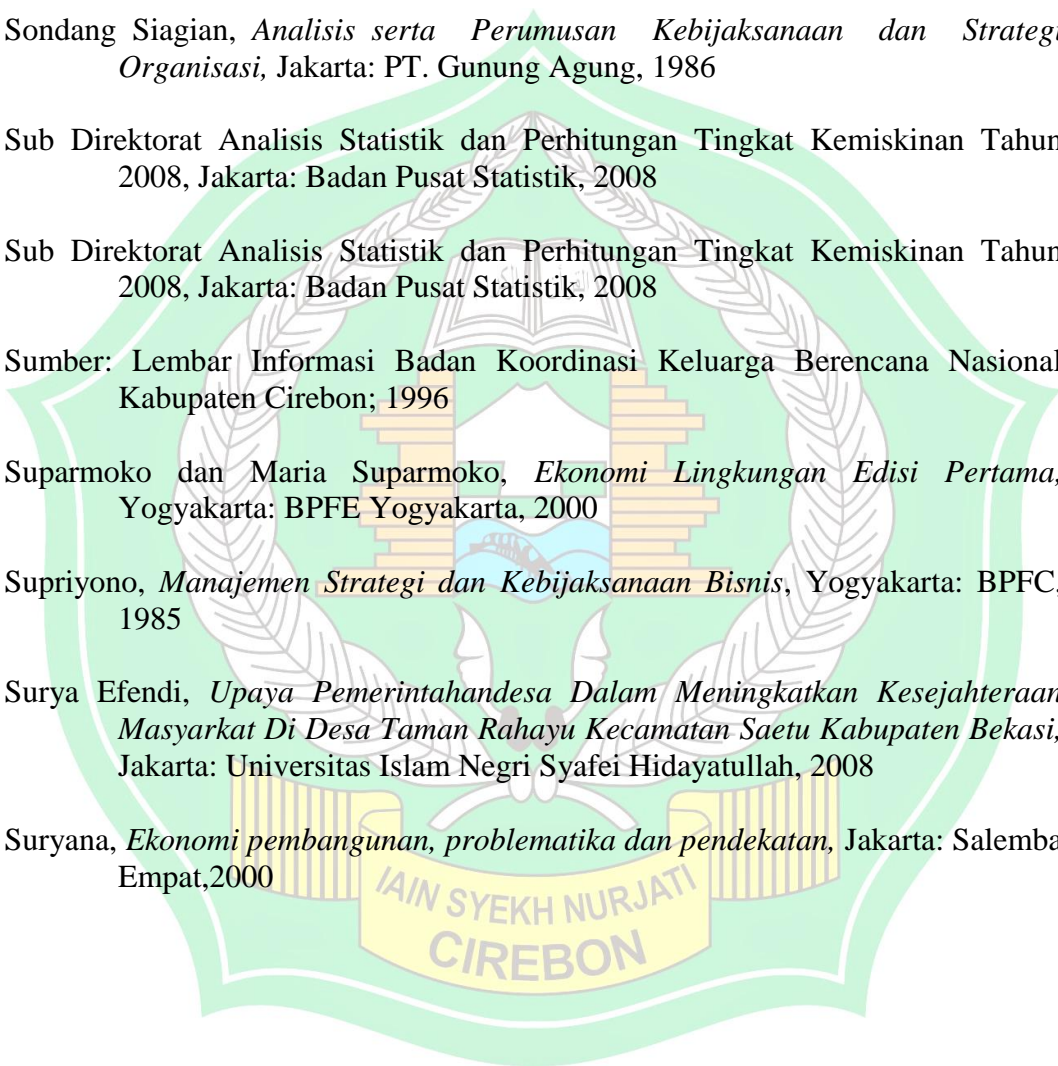 Sondang Siagian, Analisis serta Perumusan Kebijaksanaan dan Strategi
Organisasi, Jakarta: PT. Gunung Agung, 1986
Sub Direktorat Analisis Statistik dan Perhitungan Tingkat Kemiskinan Tahun
2008, Jakarta: Badan Pusat Statistik, 2008
Sub Direktorat Analisis Statistik dan Perhitungan Tingkat Kemiskinan Tahun
2008, Jakarta: Badan Pusat Statistik, 2008
Sumber: Lembar Informasi Badan Koordinasi Keluarga Berencana Nasional
Kabupaten Cirebon; 1996
Suparmoko dan Maria Suparmoko, Ekonomi Lingkungan Edisi Pertama,
Yogyakarta: BPFE Yogyakarta, 2000
Supriyono, Manajemen Strategi dan Kebijaksanaan Bisnis, Yogyakarta: BPFC,
1985
Surya Efendi, Upaya Pemerintahandesa Dalam Meningkatkan Kesejahteraan
Masyarkat Di Desa Taman Rahayu Kecamatan Saetu Kabupaten Bekasi,
Jakarta: Universitas Islam Negri Syafei Hidayatullah, 2008
Suryana, Ekonomi pembangunan, problematika dan pendekatan, Jakarta: Salemba
Empat,2000
IAIN SYEKH NURJATI
CIREBON